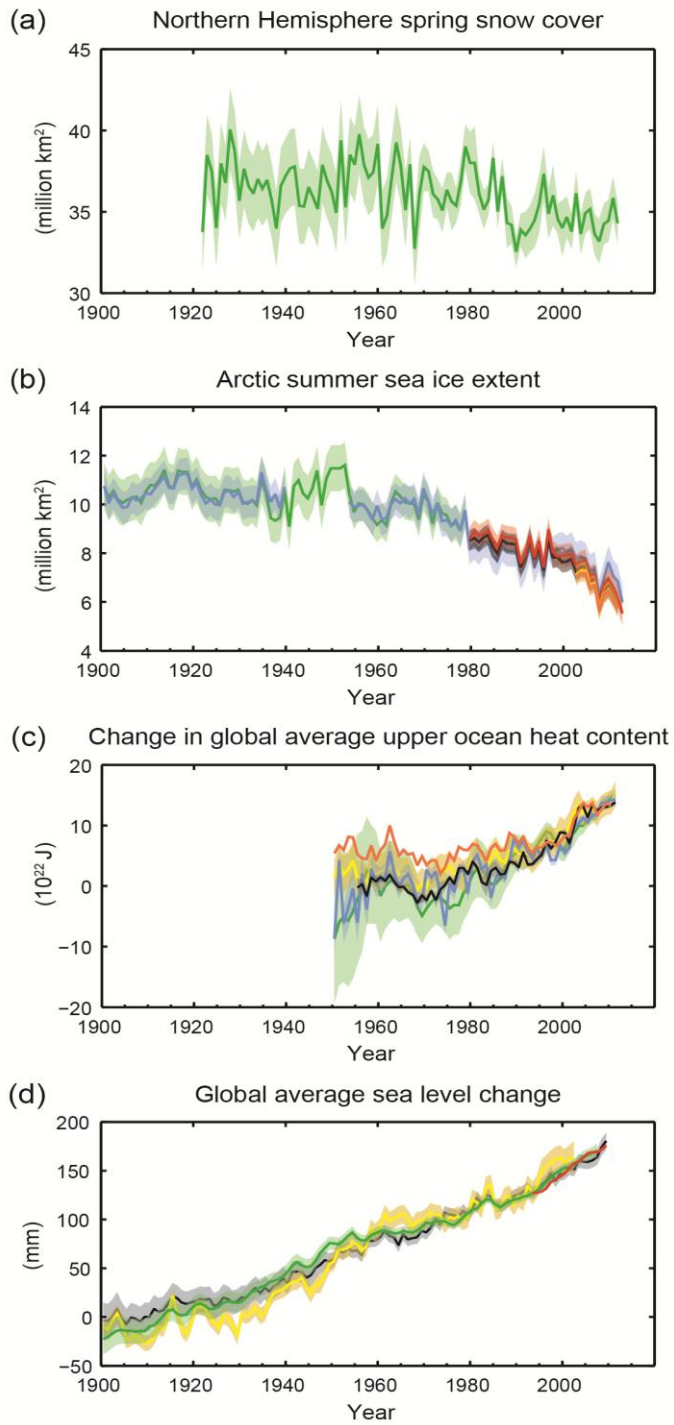 (a) Northern Hemisphere spring snow cover
45
40
35
30
(million km²)
1900 1920 1940 1960 1980 2000
Year
(b) Arctic summer sea ice extent
14
12
10
8
6
4
(million km²)
1900 1920 1940 1960 1980 2000
Year
(c) Change in global average upper ocean heat content
20
10
0
−10
−20
(10²² J)
1900 1920 1940 1960 1980 2000
Year
(d) Global average sea level change
200
150
100
50
0
−50
(mm)
1900 1920 1940 1960 1980 2000
Year